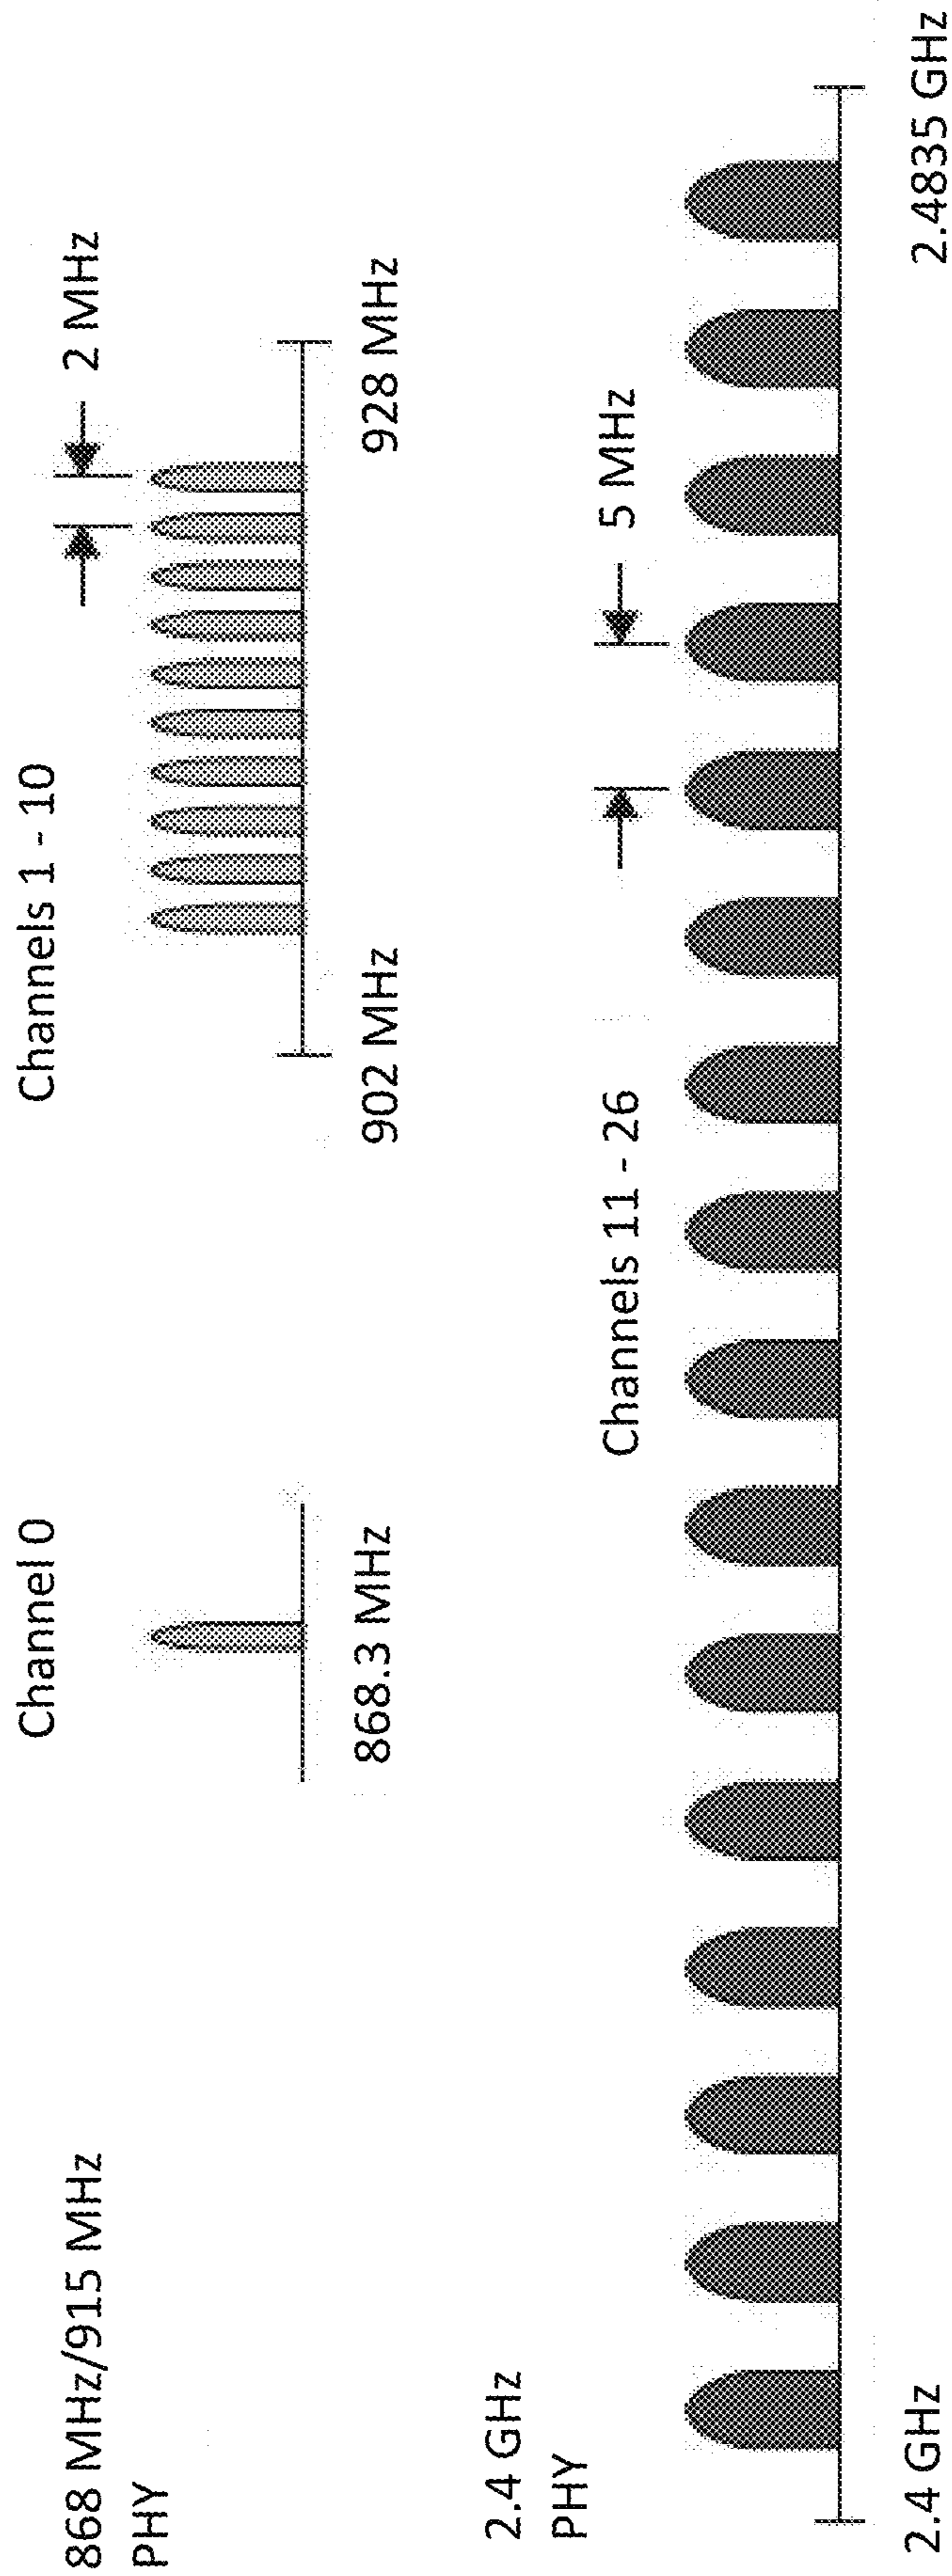 868 MHz/915 MHz
PHY
Channel 0
868.3 MHz
Channels 1 - 10
2 MHz
902 MHz
928 MHz
2.4 GHz
PHY
Channels 11 - 26
5 MHz
2.4 GHz
2.4835 GHz